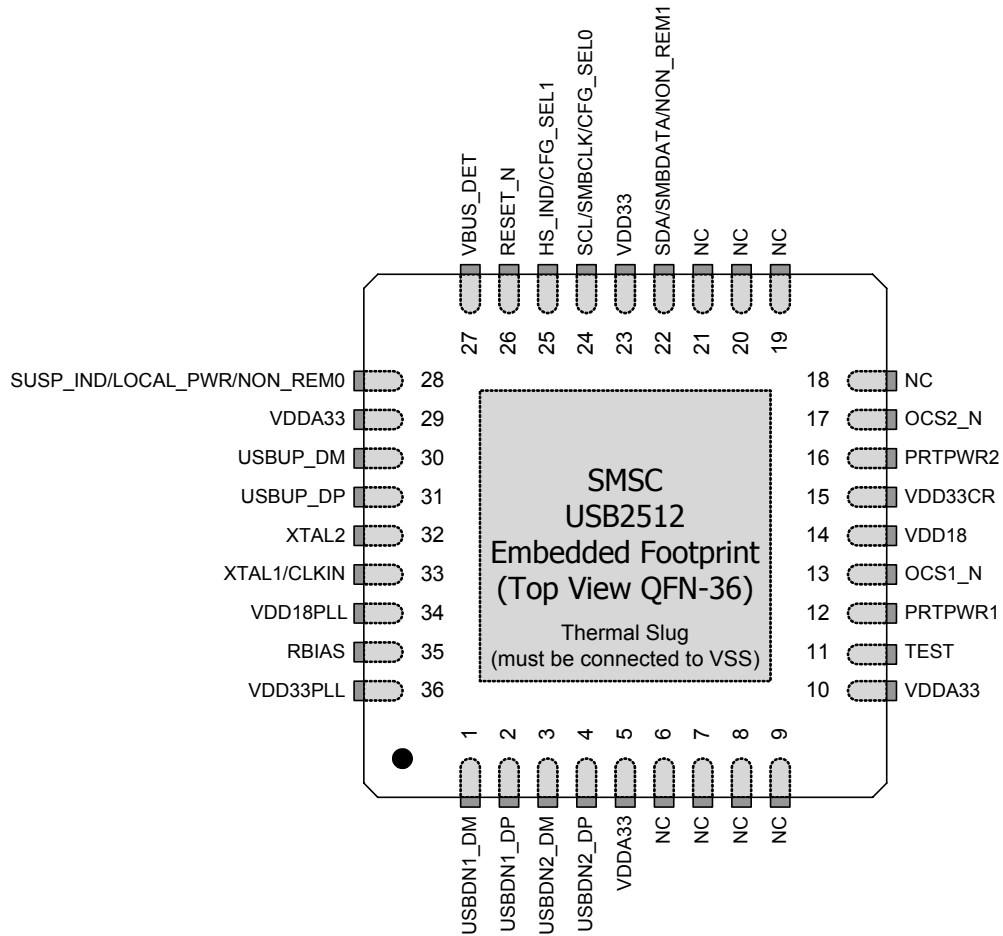 VBUS_DET
RESET_N
HS_IND/CFG_SEL1
SCL/SMBCLK/CFG_SEL0
VDD33
SDA/SMBDATA/NON_REM1
NC
NC
NC
27
26
25
24
23
22
21
20
19
SUSP_IND/LOCAL_PWR/NON_REM0 28
VDDA33 29
USBUP_DM 30
USBUP_DP 31
XTAL2 32
XTAL1/CLKIN 33
VDD18PLL 34
RBIAS 35
VDD33PLL 36
SMSC
USB2512
Embedded Footprint
(Top View QFN-36)
Thermal Slug
(must be connected to VSS)
18 NC
17 OCS2_N
16 PRTPWR2
15 VDD33CR
14 VDD18
13 OCS1_N
12 PRTPWR1
11 TEST
10 VDDA33
1
2
3
4
5
6
7
8
9
USBDN1_DM
USBDN1_DP
USBDN2_DM
USBDN2_DP
VDDA33
NC
NC
NC
NC